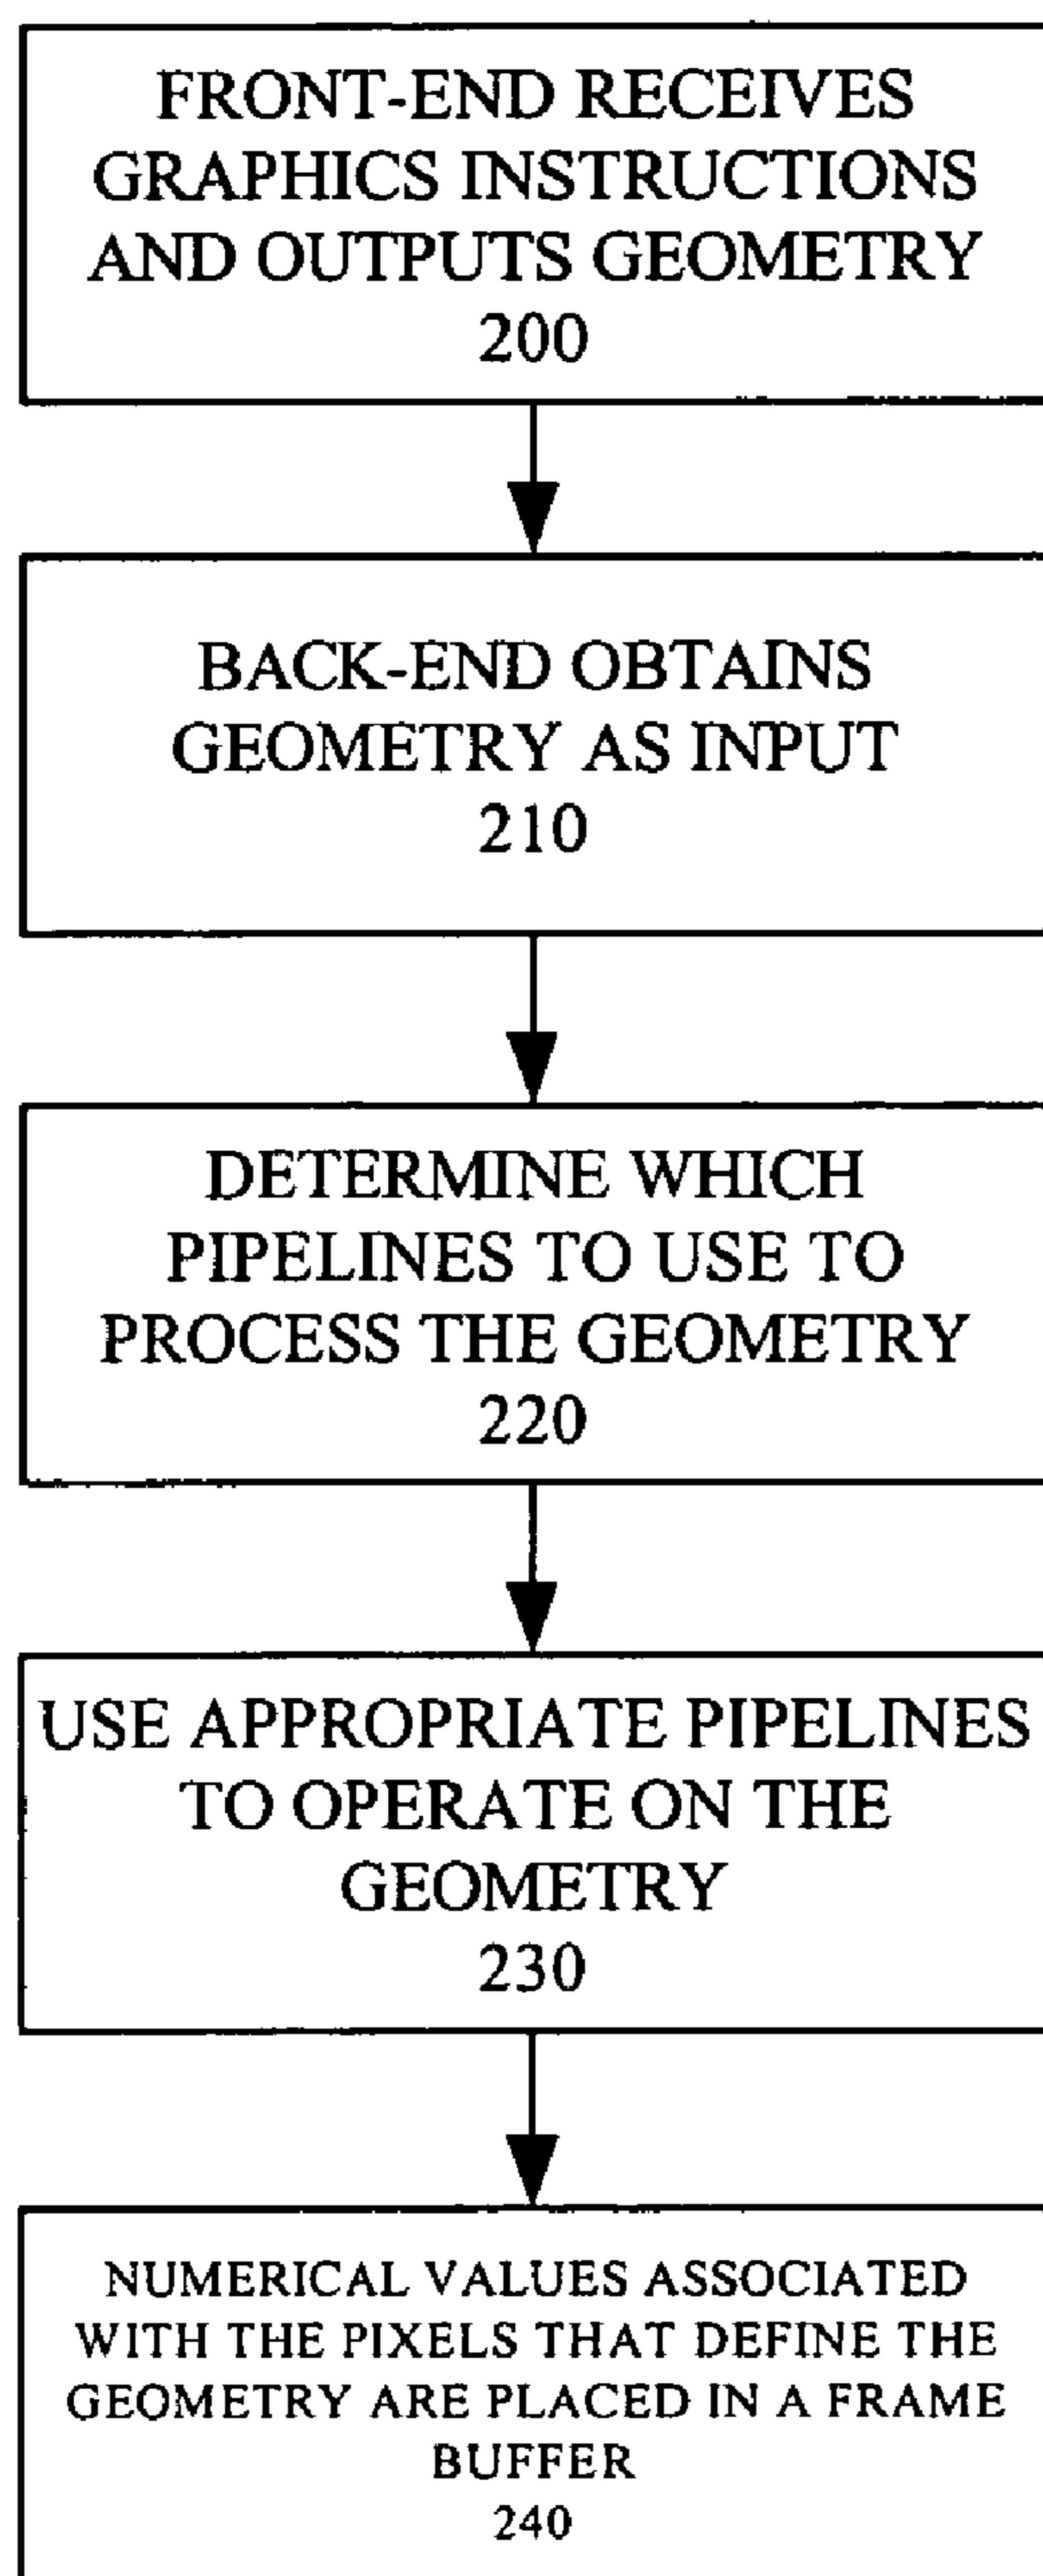 FRONT-END RECEIVES
GRAPHICS INSTRUCTIONS
AND OUTPUTS GEOMETRY
200
BACK-END OBTAINS
GEOMETRY AS INPUT
210
DETERMINE WHICH
PIPELINES TO USE TO
PROCESS THE GEOMETRY
220
USE APPROPRIATE PIPELINES
TO OPERATE ON THE
GEOMETRY
230
NUMERICAL VALUES ASSOCIATED
WITH THE PIXELS THAT DEFINE THE
GEOMETRY ARE PLACED IN A FRAME
BUFFER
240